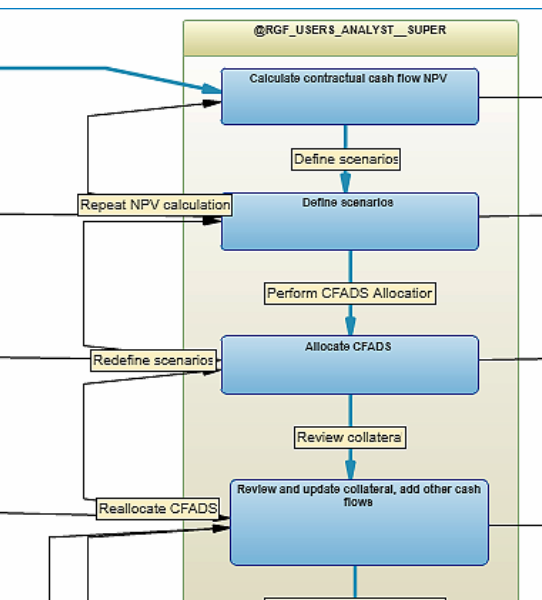 @RGF_USERS_ANALYST__SUPER
Calculate contractual cash flow NPV
Define scenarios
Repeat NPV calculation
Define scenarios
Perform CFADS Allocation
Allocate CFADS
Redefine scenarios
Review collateral
Review and update collateral, add other cash
flows
Reallocate CFADS